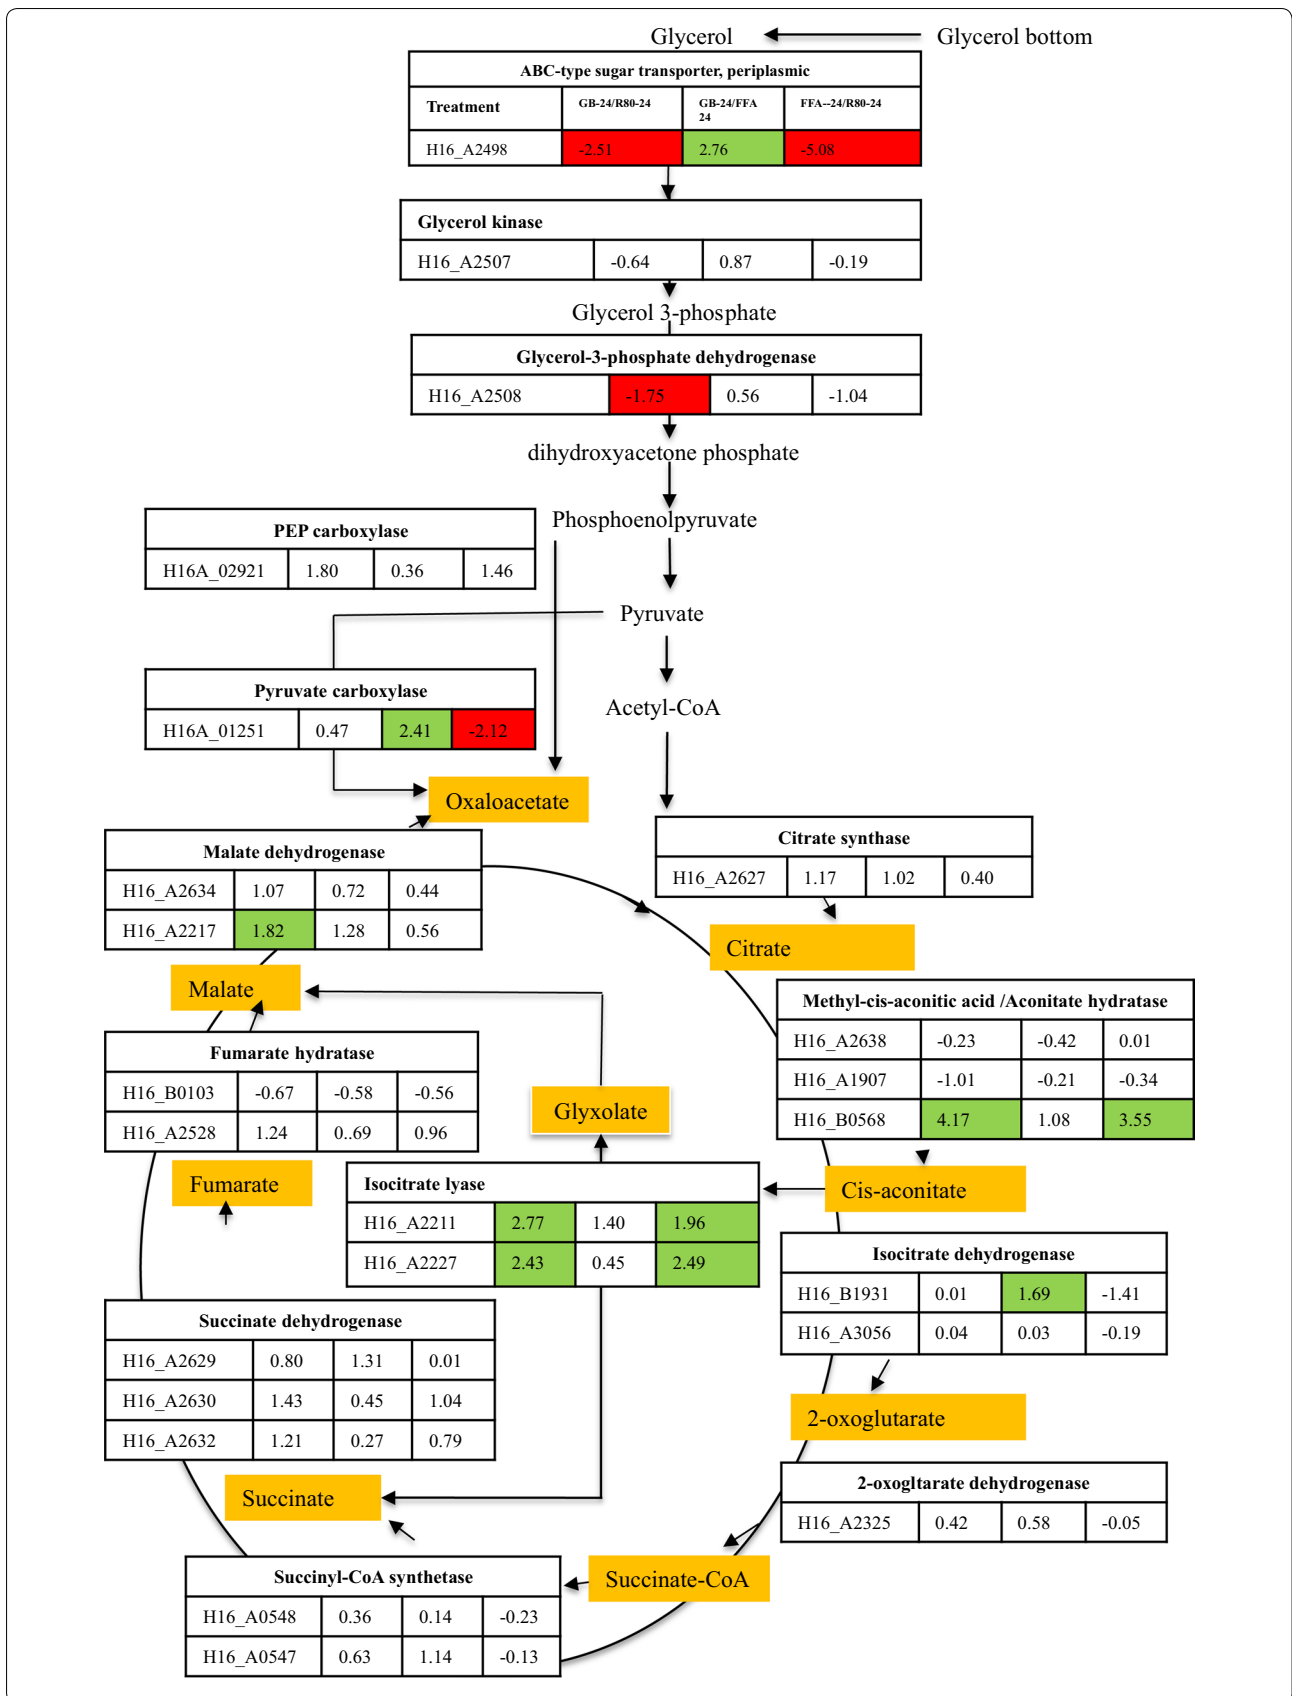 Glycerol Glycerol bottom
ABC-type sugar transporter, periplasmic
Treatment GB-24/R80-24 GB-24/FFA 24 FFA--24/R80-24
H16_A2498 -2.51 2.76 -5.08
Glycerol kinase
H16_A2507 -0.64 0.87 -0.19
Glycerol 3-phosphate
Glycerol-3-phosphate dehydrogenase
H16_A2508 -1.75 0.56 -1.04
dihydroxyacetone phosphate
Phosphoenolpyruvate
PEP carboxylase
H16A_02921 1.80 0.36 1.46
Pyruvate
Pyruvate carboxylase
H16A_01251 0.47 2.41 -2.12
Acetyl-CoA
Oxaloacetate
Citrate synthase
H16_A2627 1.17 1.02 0.40
Malate dehydrogenase
H16_A2634 1.07 0.72 0.44
H16_A2217 1.82 1.28 0.56
Citrate
Malate
Methyl-cis-aconitic acid /Aconitate hydratase
H16_A2638 -0.23 -0.42 0.01
H16_A1907 -1.01 -0.21 -0.34
H16_B0568 4.17 1.08 3.55
Fumarate hydratase
H16_B0103 -0.67 -0.58 -0.56
H16_A2528 1.24 0..69 0.96
Glyxolate
Fumarate
Cis-aconitate
Isocitrate lyase
H16_A2211 2.77 1.40 1.96
H16_A2227 2.43 0.45 2.49
Isocitrate dehydrogenase
H16_B1931 0.01 1.69 -1.41
H16_A3056 0.04 0.03 -0.19
Succinate dehydrogenase
H16_A2629 0.80 1.31 0.01
H16_A2630 1.43 0.45 1.04
H16_A2632 1.21 0.27 0.79
2-oxoglutarate
Succinate
2-oxogltarate dehydrogenase
H16_A2325 0.42 0.58 -0.05
Succinate-CoA
Succinyl-CoA synthetase
H16_A0548 0.36 0.14 -0.23
H16_A0547 0.63 1.14 -0.13